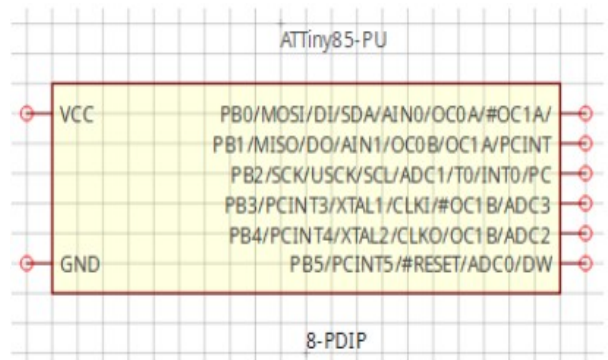 ATTiny85-PU
VCC PB0/MOSI/DI/SDA/AIN0/OC0A/#OC1A/
PB1/MISO/DO/AIN1/OC0B/OC1A/PCINT
PB2/SCK/USCK/SCL/ADC1/T0/INT0/PC
PB3/PCINT3/XTAL1/CLKI/#OC1B/ADC3
PB4/PCINT4/XTAL2/CLKO/OC1B/ADC2
GND PB5/PCINT5/#RESET/ADC0/DW
8-PDIP